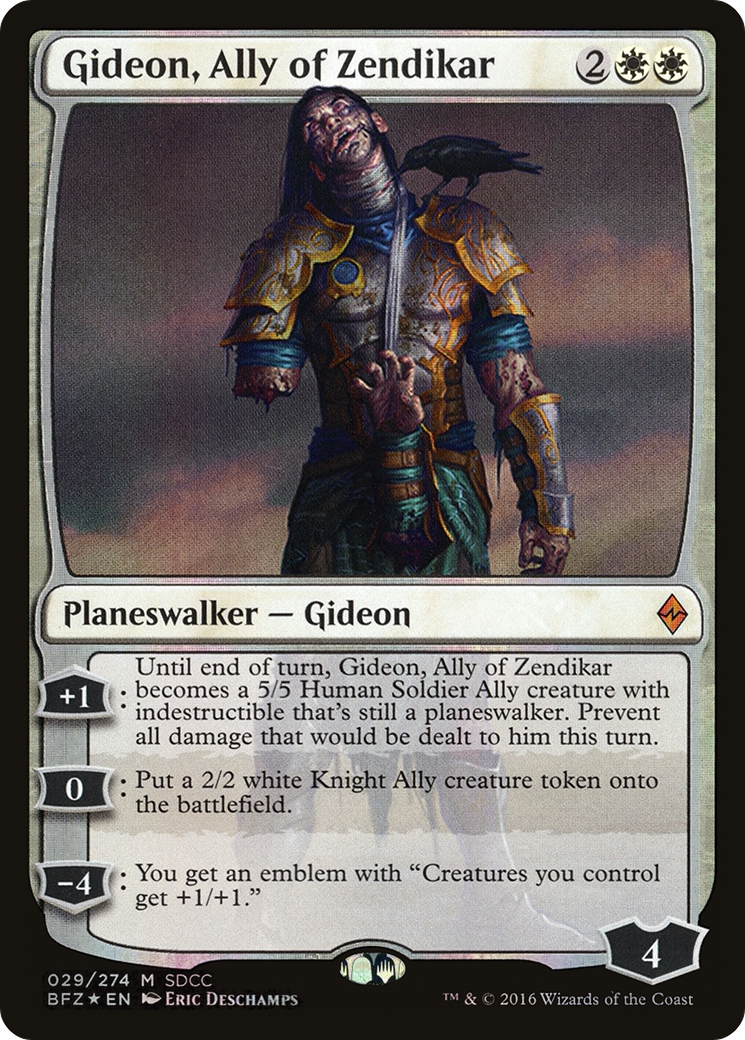 Gideon, Ally of Zendikar 2
Planeswalker — Gideon
Until end of turn, Gideon, Ally of Zendikar
+1 : becomes a 5/5 Human Soldier Ally creature with
indestructible that's still a planeswalker. Prevent
all damage that would be dealt to him this turn.
0 : Put a 2/2 white Knight Ally creature token onto
the battlefield.
−4 : You get an emblem with “Creatures you control
get +1/+1.”
4
029/274 M SDCC
BFZ★EN Eric Deschamps ™ & © 2016 Wizards of the Coast